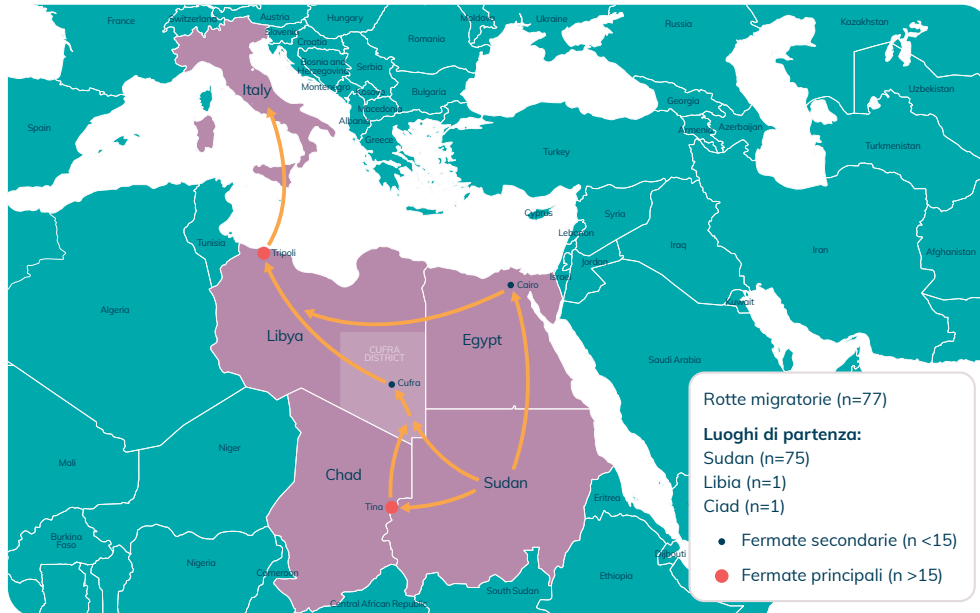 France
Switzerland
Austria
Hungary
Moldova
Ukraine
Russia
Kazakhstan
Slovenia
Croatia
Romania
Bosnia and
Herzegovina
Serbia
Montenegro
Kosovo
Bulgaria
Italy
Macedonia
Albania
Greece
Georgia
Armenia
Azerbaijan
Uzbekistan
Turkmenistan
Spain
Turkey
Cyprus
Syria
Lebanon
Iraq
Iran
Afghanistan
Tunisia
Tripoli
Israel
Jordan
Cairo
Kuwait
Algeria
Libya
Egypt
CUFRA
DISTRICT
Cufra
Saudi Arabia
Mali
Niger
Chad
Sudan
Tina
Eritrea
Burkina
Faso
Nigeria
Cameroon
Djibouti
Ethiopia
South Sudan
Central African Republic
Rotte migratorie (n=77)
Luoghi di partenza:
Sudan (n=75)
Libia (n=1)
Ciad (n=1)
Fermate secondarie (n <15)
Fermate principali (n >15)